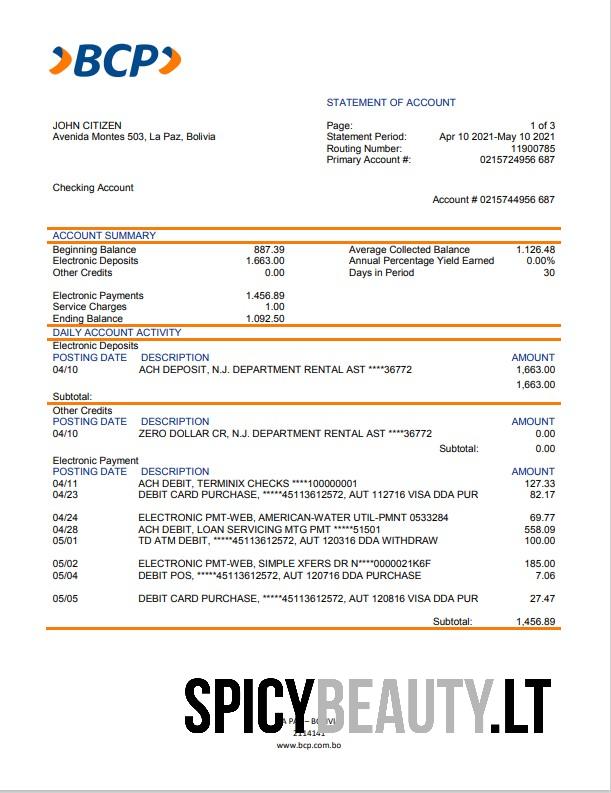 BCP
STATEMENT OF ACCOUNT
JOHN CITIZEN
Avenida Montes 503, La Paz, Bolivia
Page: 1 of 3
Statement Period: Apr 10 2021-May 10 2021
Routing Number: 11900785
Primary Account #: 0215724956 687
Checking Account
Account # 0215744956 687
ACCOUNT SUMMARY
Beginning Balance 887.39 Average Collected Balance 1.126.48
Electronic Deposits 1.663.00 Annual Percentage Yield Earned 0.00%
Other Credits 0.00 Days in Period 30
Electronic Payments 1.456.89
Service Charges 1.00
Ending Balance 1.092.50
DAILY ACCOUNT ACTIVITY
Electronic Deposits
POSTING DATE DESCRIPTION AMOUNT
04/10 ACH DEPOSIT, N.J. DEPARTMENT RENTAL AST ****36772 1,663.00
1,663.00
Subtotal:
Other Credits
POSTING DATE DESCRIPTION AMOUNT
04/10 ZERO DOLLAR CR, N.J. DEPARTMENT RENTAL AST ****36772 0.00
Subtotal: 0.00
Electronic Payment
POSTING DATE DESCRIPTION AMOUNT
04/11 ACH DEBIT, TERMINIX CHECKS ****100000001 127.33
04/23 DEBIT CARD PURCHASE, *****45113612572, AUT 112716 VISA DDA PUR 82.17
04/24 ELECTRONIC PMT-WEB, AMERICAN-WATER UTIL-PMNT 0533284 69.77
04/28 ACH DEBIT, LOAN SERVICING MTG PMT *****51501 558.09
05/01 TD ATM DEBIT, *****45113612572, AUT 120316 DDA WITHDRAW 100.00
05/02 ELECTRONIC PMT-WEB, SIMPLE XFERS DR N****0000021K6F 185.00
05/04 DEBIT POS, *****45113612572, AUT 120716 DDA PURCHASE 7.06
05/05 DEBIT CARD PURCHASE, *****45113612572, AUT 120816 VISA DDA PUR 27.47
Subtotal: 1,456.89
SPICYBEAUTY.LT
2114141
www.bcp.com.bo